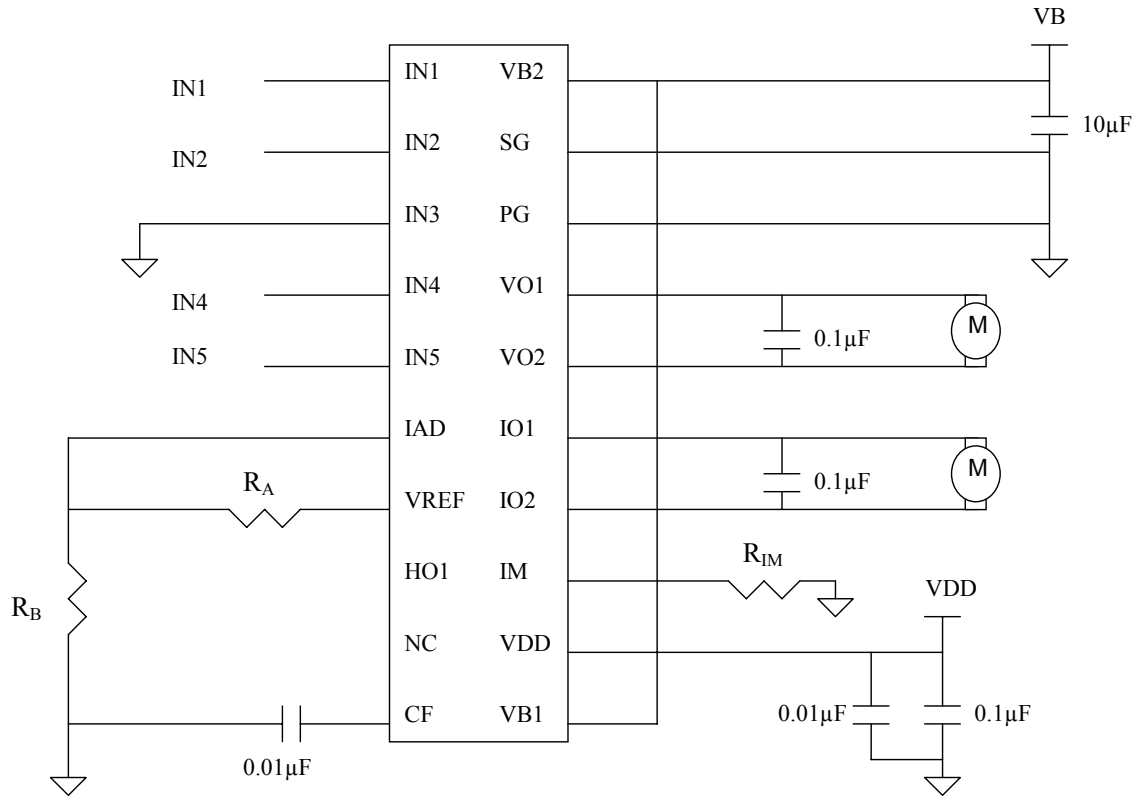 VB
IN1
IN1 VB2
10µF
IN2
IN2 SG
IN3 PG
IN4
IN4 VO1
M
0.1µF
IN5
IN5 VO2
IAD IO1
M
0.1µF
RA
VREF IO2
RIM
HO1 IM
VDD
RB
NC VDD
0.01µF
0.1µF
CF VB1
0.01µF